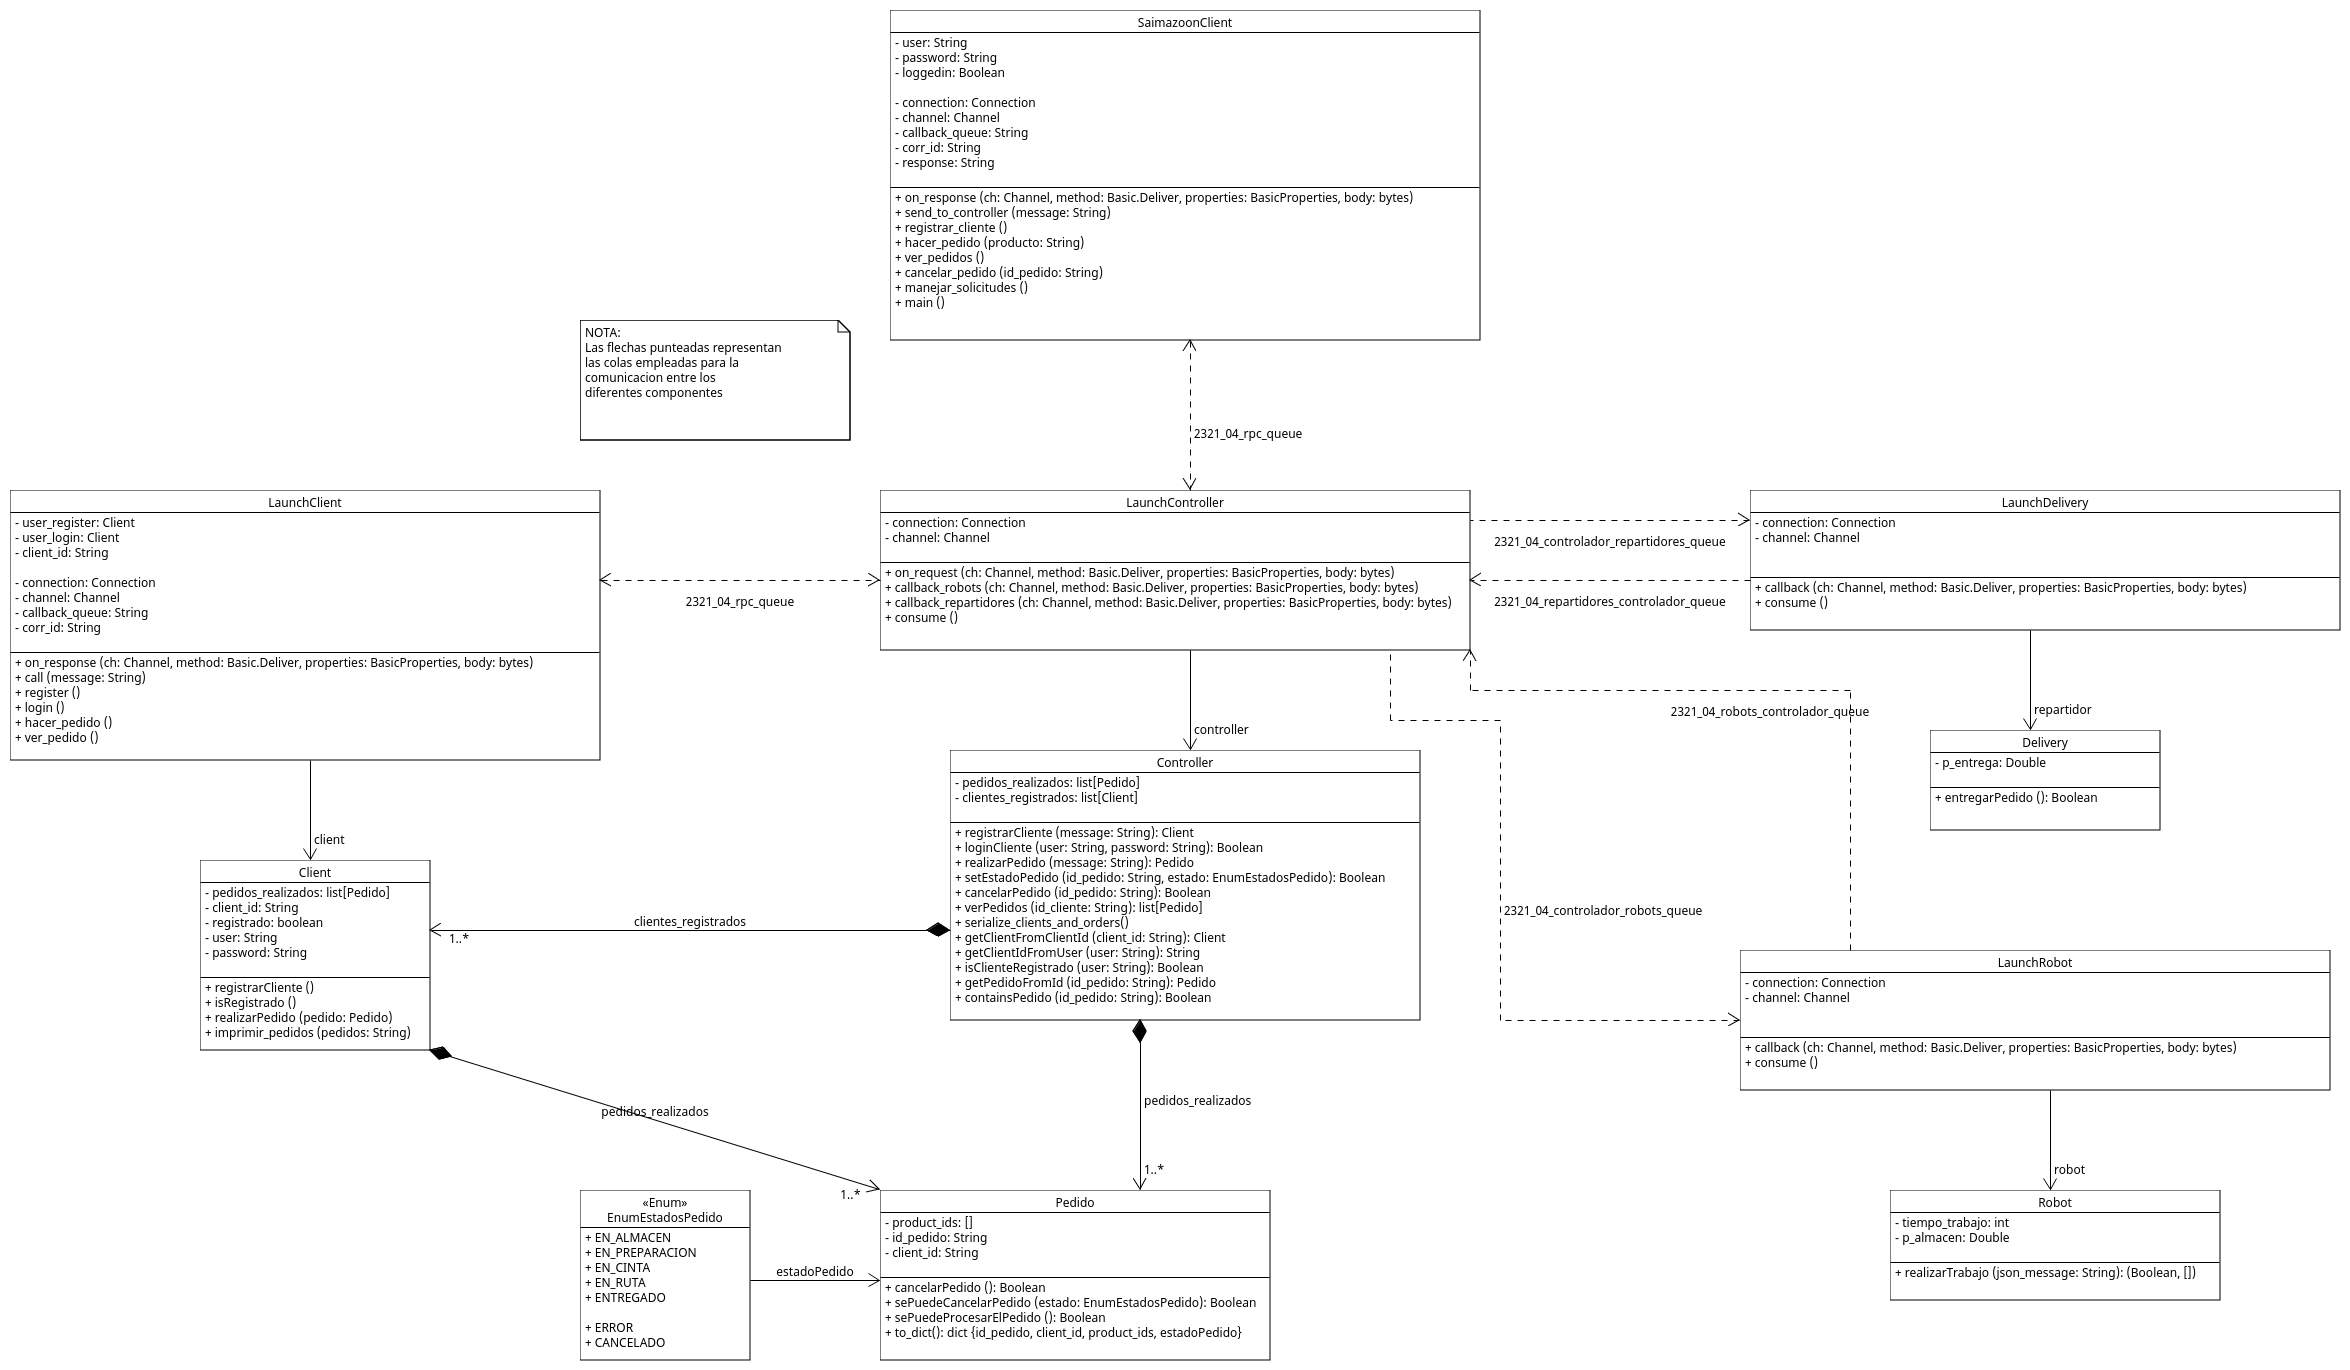 SaimazoonClient
- user: String
- password: String
- loggedin: Boolean
- connection: Connection
- channel: Channel
- callback_queue: String
- corr_id: String
- response: String
+ on_response (ch: Channel, method: Basic.Deliver, properties: BasicProperties, body: bytes)
+ send_to_controller (message: String)
+ registrar_cliente ()
+ hacer_pedido (producto: String)
+ ver_pedidos ()
+ cancelar_pedido (id_pedido: String)
+ manejar_solicitudes ()
+ main ()
NOTA:
Las flechas punteadas representan
las colas empleadas para la
comunicacion entre los
diferentes componentes
2321_04_rpc_queue
LaunchClient
- user_register: Client
- user_login: Client
- client_id: String
- connection: Connection
- channel: Channel
- callback_queue: String
- corr_id: String
+ on_response (ch: Channel, method: Basic.Deliver, properties: BasicProperties, body: bytes)
+ call (message: String)
+ register ()
+ login ()
+ hacer_pedido ()
+ ver_pedido ()
2321_04_rpc_queue
LaunchController
- connection: Connection
- channel: Channel
+ on_request (ch: Channel, method: Basic.Deliver, properties: BasicProperties, body: bytes)
+ callback_robots (ch: Channel, method: Basic.Deliver, properties: BasicProperties, body: bytes)
+ callback_repartidores (ch: Channel, method: Basic.Deliver, properties: BasicProperties, body: bytes)
+ consume ()
2321_04_controlador_repartidores_queue
2321_04_repartidores_controlador_queue
LaunchDelivery
- connection: Connection
- channel: Channel
+ callback (ch: Channel, method: Basic.Deliver, properties: BasicProperties, body: bytes)
+ consume ()
2321_04_robots_controlador_queue
repartidor
controller
Delivery
- p_entrega: Double
+ entregarPedido (): Boolean
client
Controller
- pedidos_realizados: list[Pedido]
- clientes_registrados: list[Client]
+ registrarCliente (message: String): Client
+ loginCliente (user: String, password: String): Boolean
+ realizarPedido (message: String): Pedido
+ setEstadoPedido (id_pedido: String, estado: EnumEstadosPedido): Boolean
+ cancelarPedido (id_pedido: String): Boolean
+ verPedidos (id_cliente: String): list[Pedido]
+ serialize_clients_and_orders()
+ getClientFromClientId (client_id: String): Client
+ getClientIdFromUser (user: String): String
+ isClienteRegistrado (user: String): Boolean
+ getPedidoFromId (id_pedido: String): Pedido
+ containsPedido (id_pedido: String): Boolean
Client
- pedidos_realizados: list[Pedido]
- client_id: String
- registrado: boolean
- user: String
- password: String
+ registrarCliente ()
+ isRegistrado ()
+ realizarPedido (pedido: Pedido)
+ imprimir_pedidos (pedidos: String)
clientes_registrados
1..*
2321_04_controlador_robots_queue
LaunchRobot
- connection: Connection
- channel: Channel
+ callback (ch: Channel, method: Basic.Deliver, properties: BasicProperties, body: bytes)
+ consume ()
pedidos_realizados
pedidos_realizados
1..*
1..*
robot
«Enum»
EnumEstadosPedido
+ EN_ALMACEN
+ EN_PREPARACION
+ EN_CINTA
+ EN_RUTA
+ ENTREGADO
+ ERROR
+ CANCELADO
estadoPedido
Pedido
- product_ids: []
- id_pedido: String
- client_id: String
+ cancelarPedido (): Boolean
+ sePuedeCancelarPedido (estado: EnumEstadosPedido): Boolean
+ sePuedeProcesarElPedido (): Boolean
+ to_dict(): dict {id_pedido, client_id, product_ids, estadoPedido}
Robot
- tiempo_trabajo: int
- p_almacen: Double
+ realizarTrabajo (json_message: String): (Boolean, [])